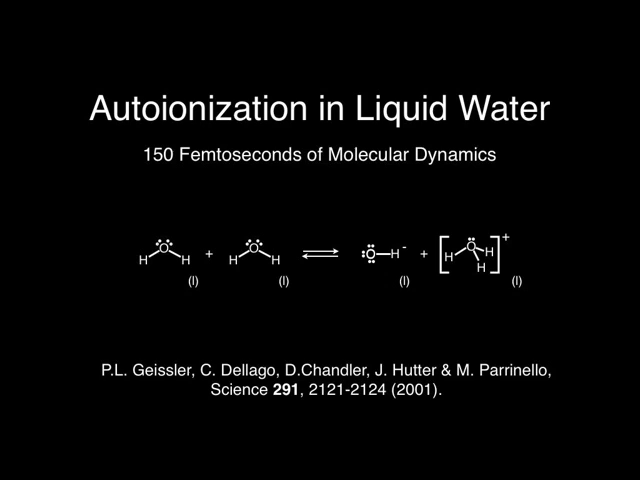 Autoionization in Liquid Water
150 Femtoseconds of Molecular Dynamics
H O H (l) + H O H (l) ⇌ O H - (l) + [H O H H]+ (l)
P.L. Geissler, C. Dellago, D.Chandler, J. Hutter & M. Parrinello,
Science 291, 2121-2124 (2001).